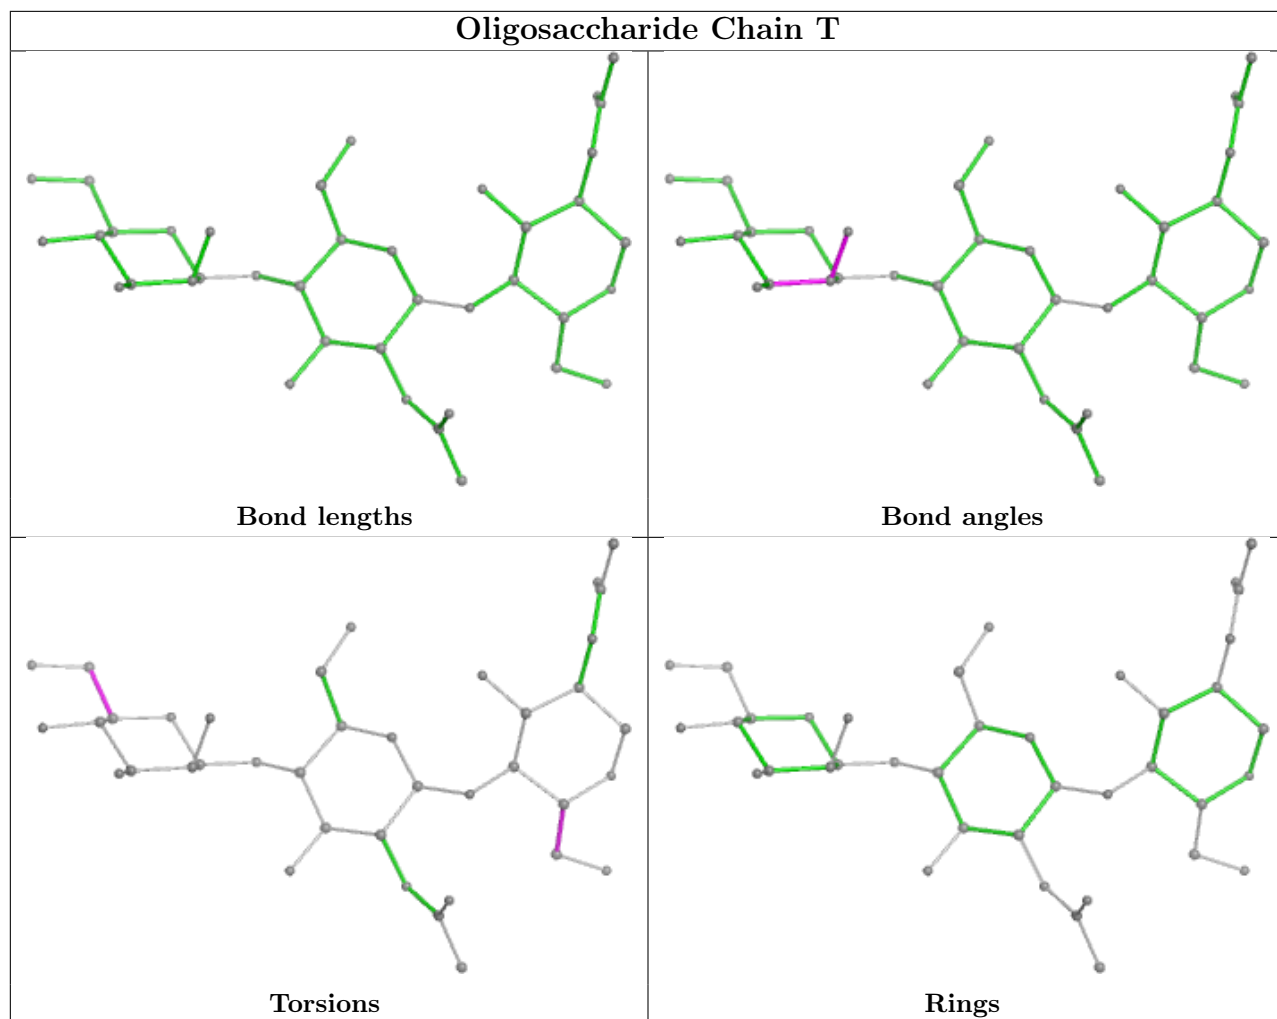 Oligosaccharide Chain T
Bond lengths
Bond angles
Torsions
Rings